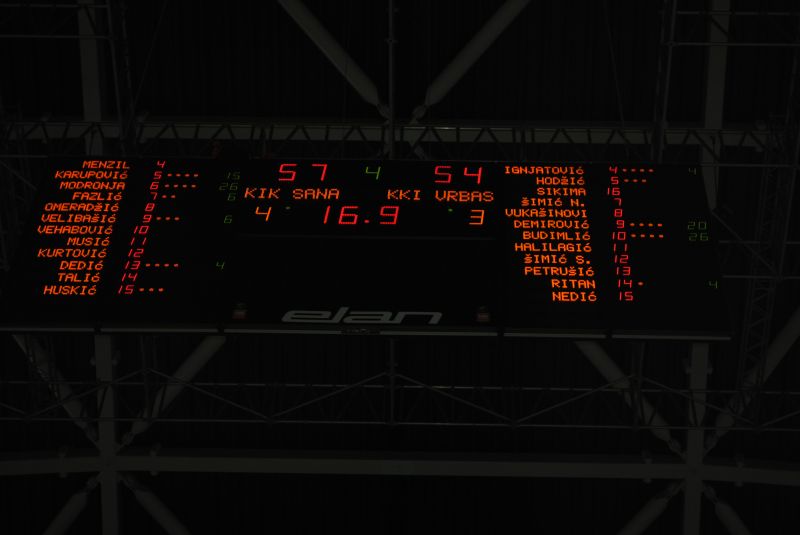 MENZIL 4
KARUPOVIć 5 15
MODRONJA 6 26
FAZLIć 7 6
OMERADŽIć 8
VELIBAŠIć 9 6
VEHABOVIć 10
MUSIć 11
KURTOVIć 12
DEDIć 13 4
TALIć 14
HUSKIć 15
57 4 54
KIK SANA KKI VRBAS
4 16.9 3
elan
IGNJATOVIć 4 4
HODŽIć 5
SIKIMA 16
ŠIMIć N. 7
VUKAŠINOVI 8
DEMIROVIć 9 20
BUDIMLIć 10 26
HALILAGIć 11
ŠIMIć S. 12
PETRUŠIć 13
RITAN 14 4
NEDIć 15